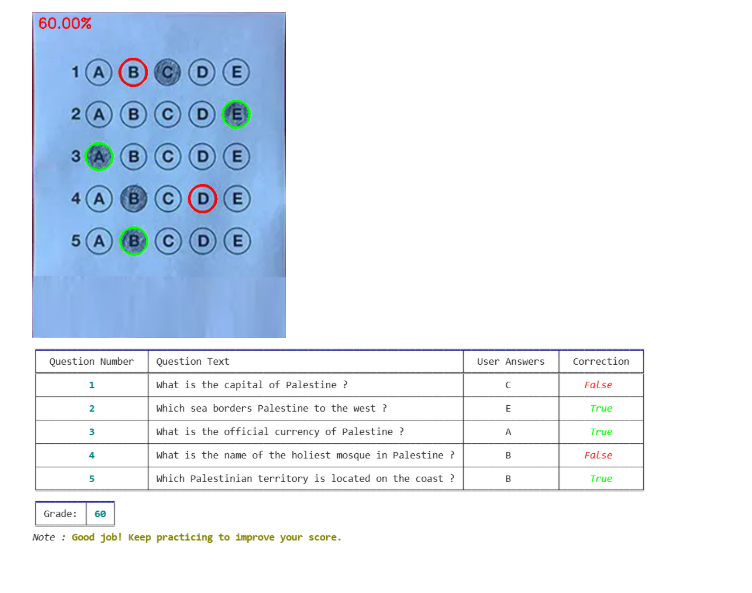 60.00%
1 A B C D E
2 A B C D E
3 A B C D E
4 A B C D E
5 A B C D E
Question Number Question Text User Answers Correction
1 What is the capital of Palestine ? C False
2 Which sea borders Palestine to the west ? E True
3 What is the official currency of Palestine ? A True
4 What is the name of the holiest mosque in Palestine ? B False
5 Which Palestinian territory is located on the coast ? B True
Grade: 60
Note : Good job! Keep practicing to improve your score.